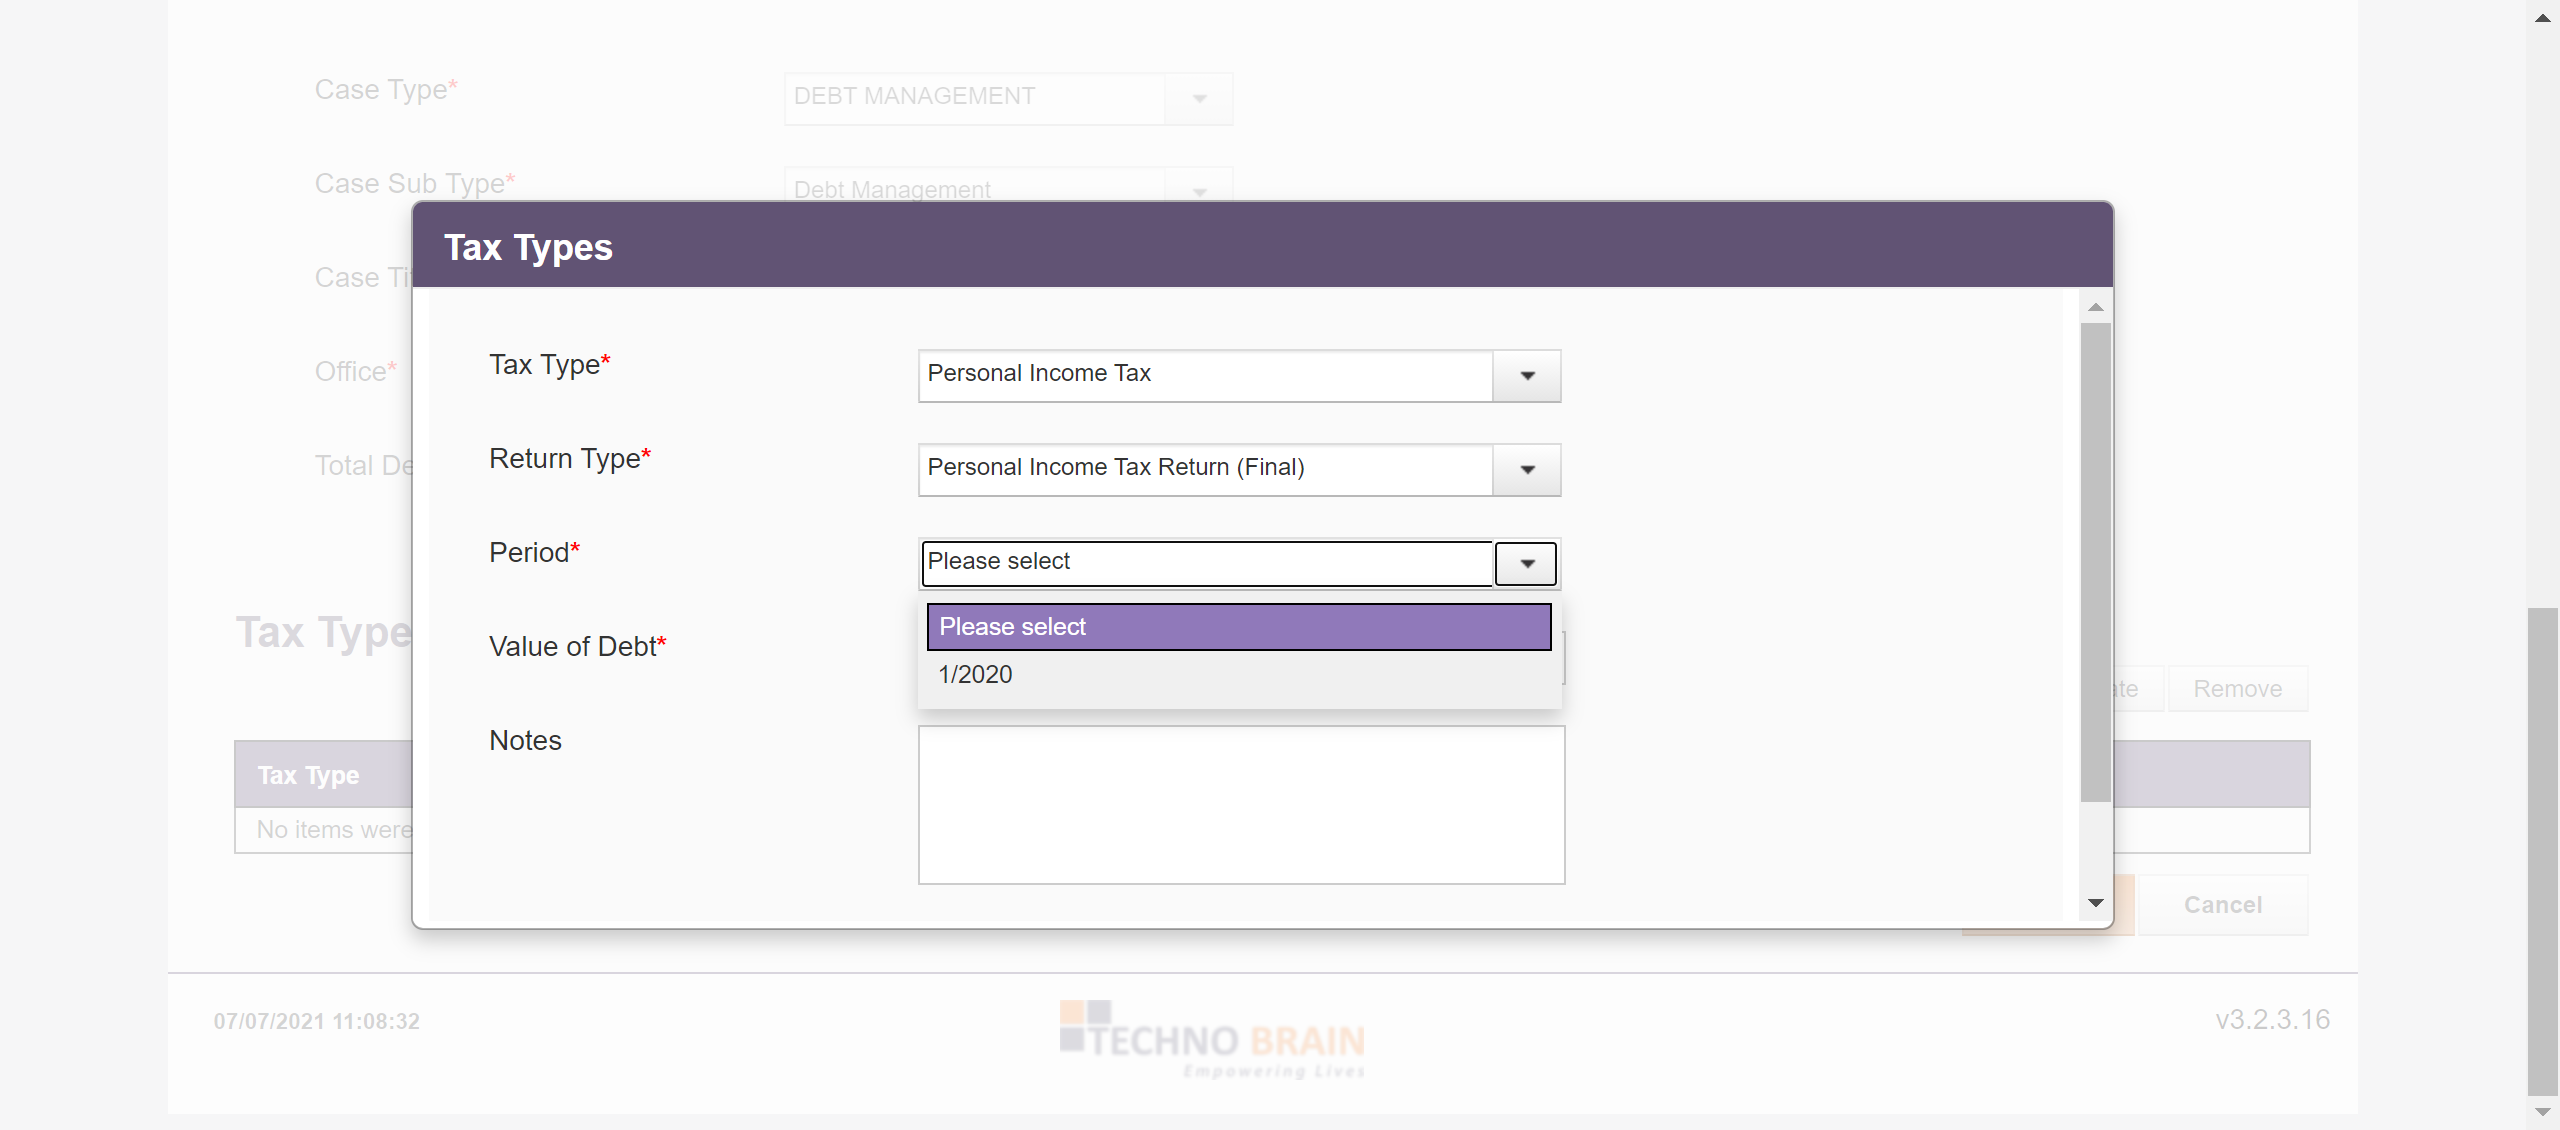 Case Type*
DEBT MANAGEMENT
Case Sub Type*
Debt Management
Case Ti
Office*
Total De
Tax Types
Tax Type*
Personal Income Tax
Return Type*
Personal Income Tax Return (Final)
Period*
Please select
Please select
1/2020
Value of Debt*
Notes
Tax Type
Remove
Tax Type
No items were
Cancel
07/07/2021 11:08:32
TECHNO BRAIN
Empowering Lives
v3.2.3.16